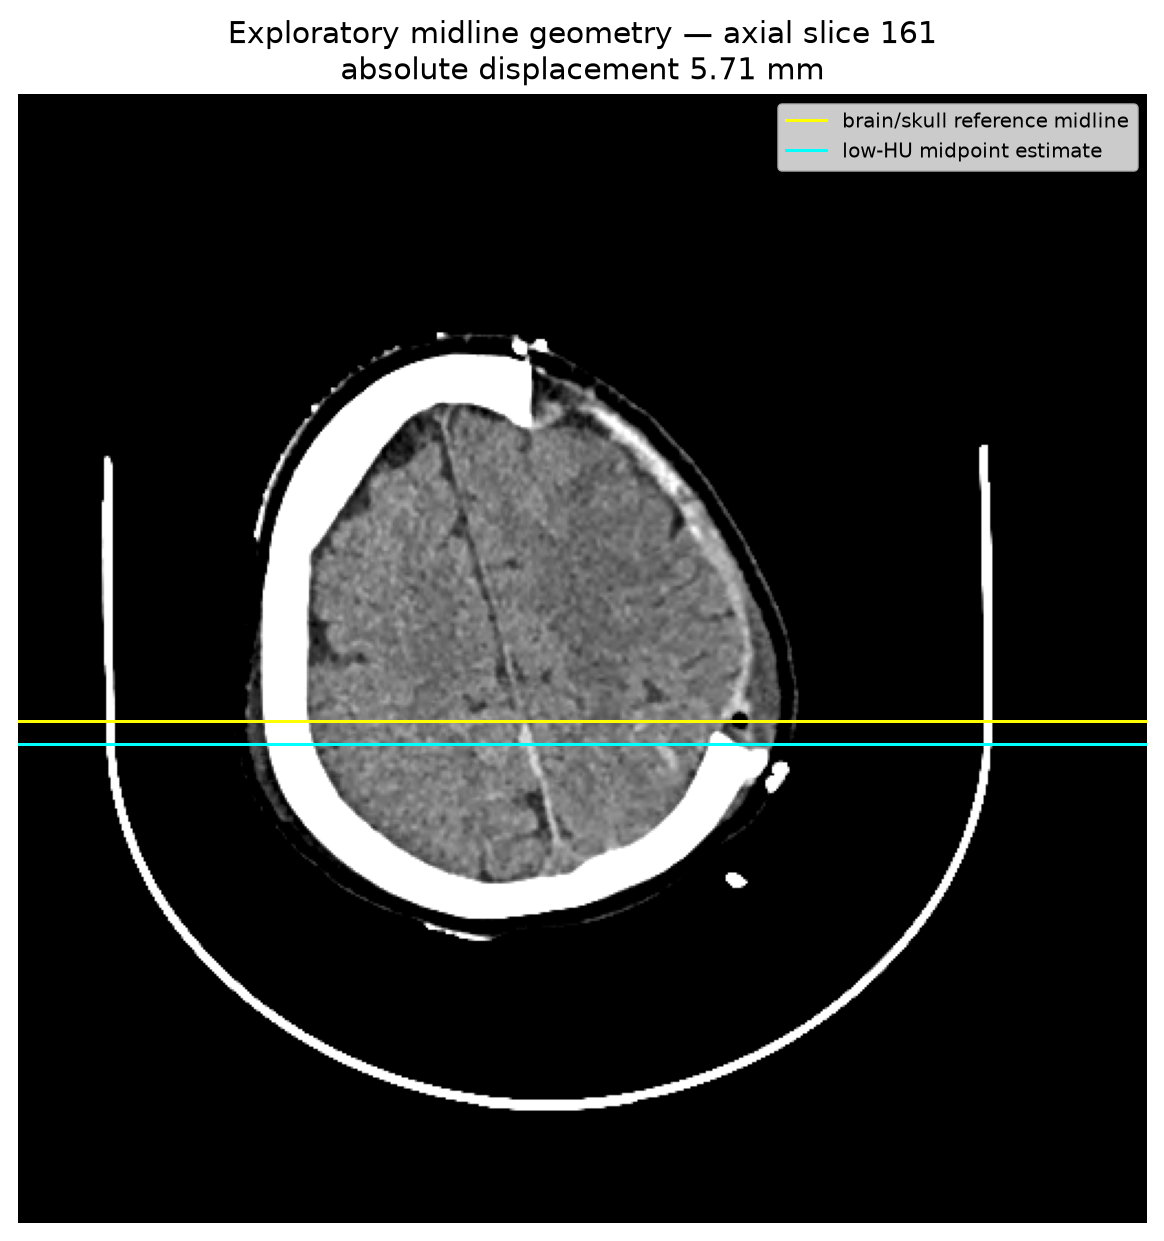 Exploratory midline geometry — axial slice 161
absolute displacement 5.71 mm
brain/skull reference midline
low-HU midpoint estimate